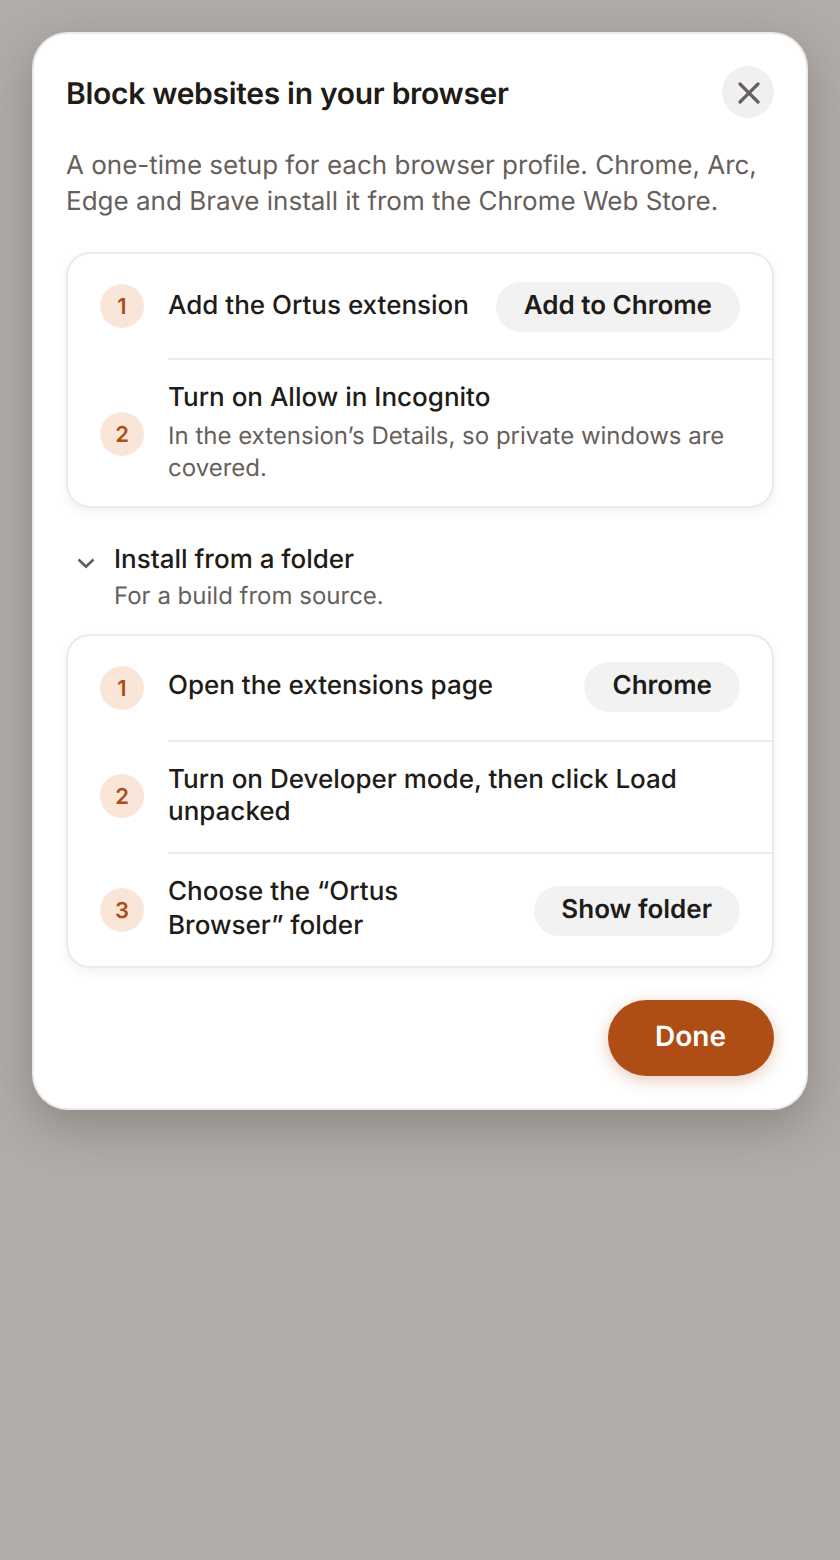 Block websites in your browser
A one-time setup for each browser profile. Chrome, Arc,
Edge and Brave install it from the Chrome Web Store.
1 Add the Ortus extension Add to Chrome
Turn on Allow in Incognito
2 In the extension’s Details, so private windows are
covered.
Install from a folder
For a build from source.
1 Open the extensions page Chrome
2 Turn on Developer mode, then click Load
unpacked
3 Choose the “Ortus
Browser” folder Show folder
Done